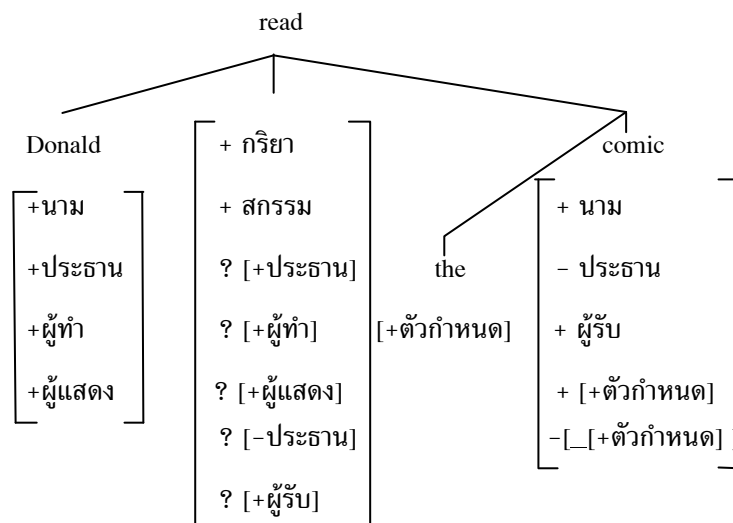 read
Donald
+นาม
+ประธาน
+ผู้ทำ
+ผู้แสดง
+ กริยา
+ สกรรม
? [+ประธาน]
? [+ผู้ทำ]
? [+ผู้แสดง]
? [-ประธาน]
? [+ผู้รับ]
the
[+ตัวกำหนด]
comic
+ นาม
- ประธาน
+ ผู้รับ
+ [+ตัวกำหนด]
-[_[+ตัวกำหนด] ]